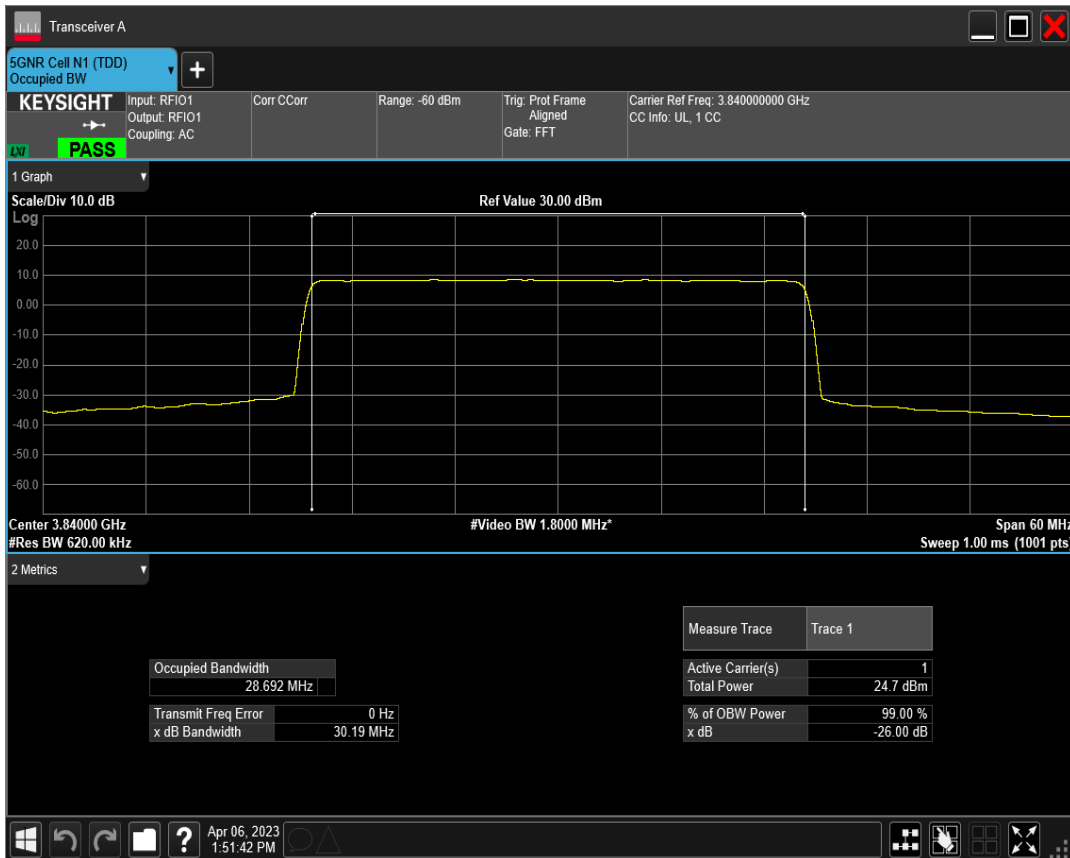 Transceiver A
5GNR Cell N1 (TDD)
Occupied BW
+
KEYSIGHT
LXI
PASS
Input: RFIO1
Output: RFIO1
Coupling: AC
Corr CCorr
Range: -60 dBm
Trig: Prot Frame
Aligned
Gate: FFT
Carrier Ref Freq: 3.840000000 GHz
CC Info: UL, 1 CC
1 Graph
Scale/Div 10.0 dB
Ref Value 30.00 dBm
Log
20.0
10.0
0.00
-10.0
-20.0
-30.0
-40.0
-50.0
-60.0
Center 3.84000 GHz
#Video BW 1.8000 MHz*
Span 60 MHz
#Res BW 620.00 kHz
Sweep 1.00 ms (1001 pts)
2 Metrics
Measure Trace Trace 1
Occupied Bandwidth
28.692 MHz
Active Carrier(s) 1
Total Power 24.7 dBm
Transmit Freq Error 0 Hz
x dB Bandwidth 30.19 MHz
% of OBW Power 99.00 %
x dB -26.00 dB
?
Apr 06, 2023
1:51:42 PM